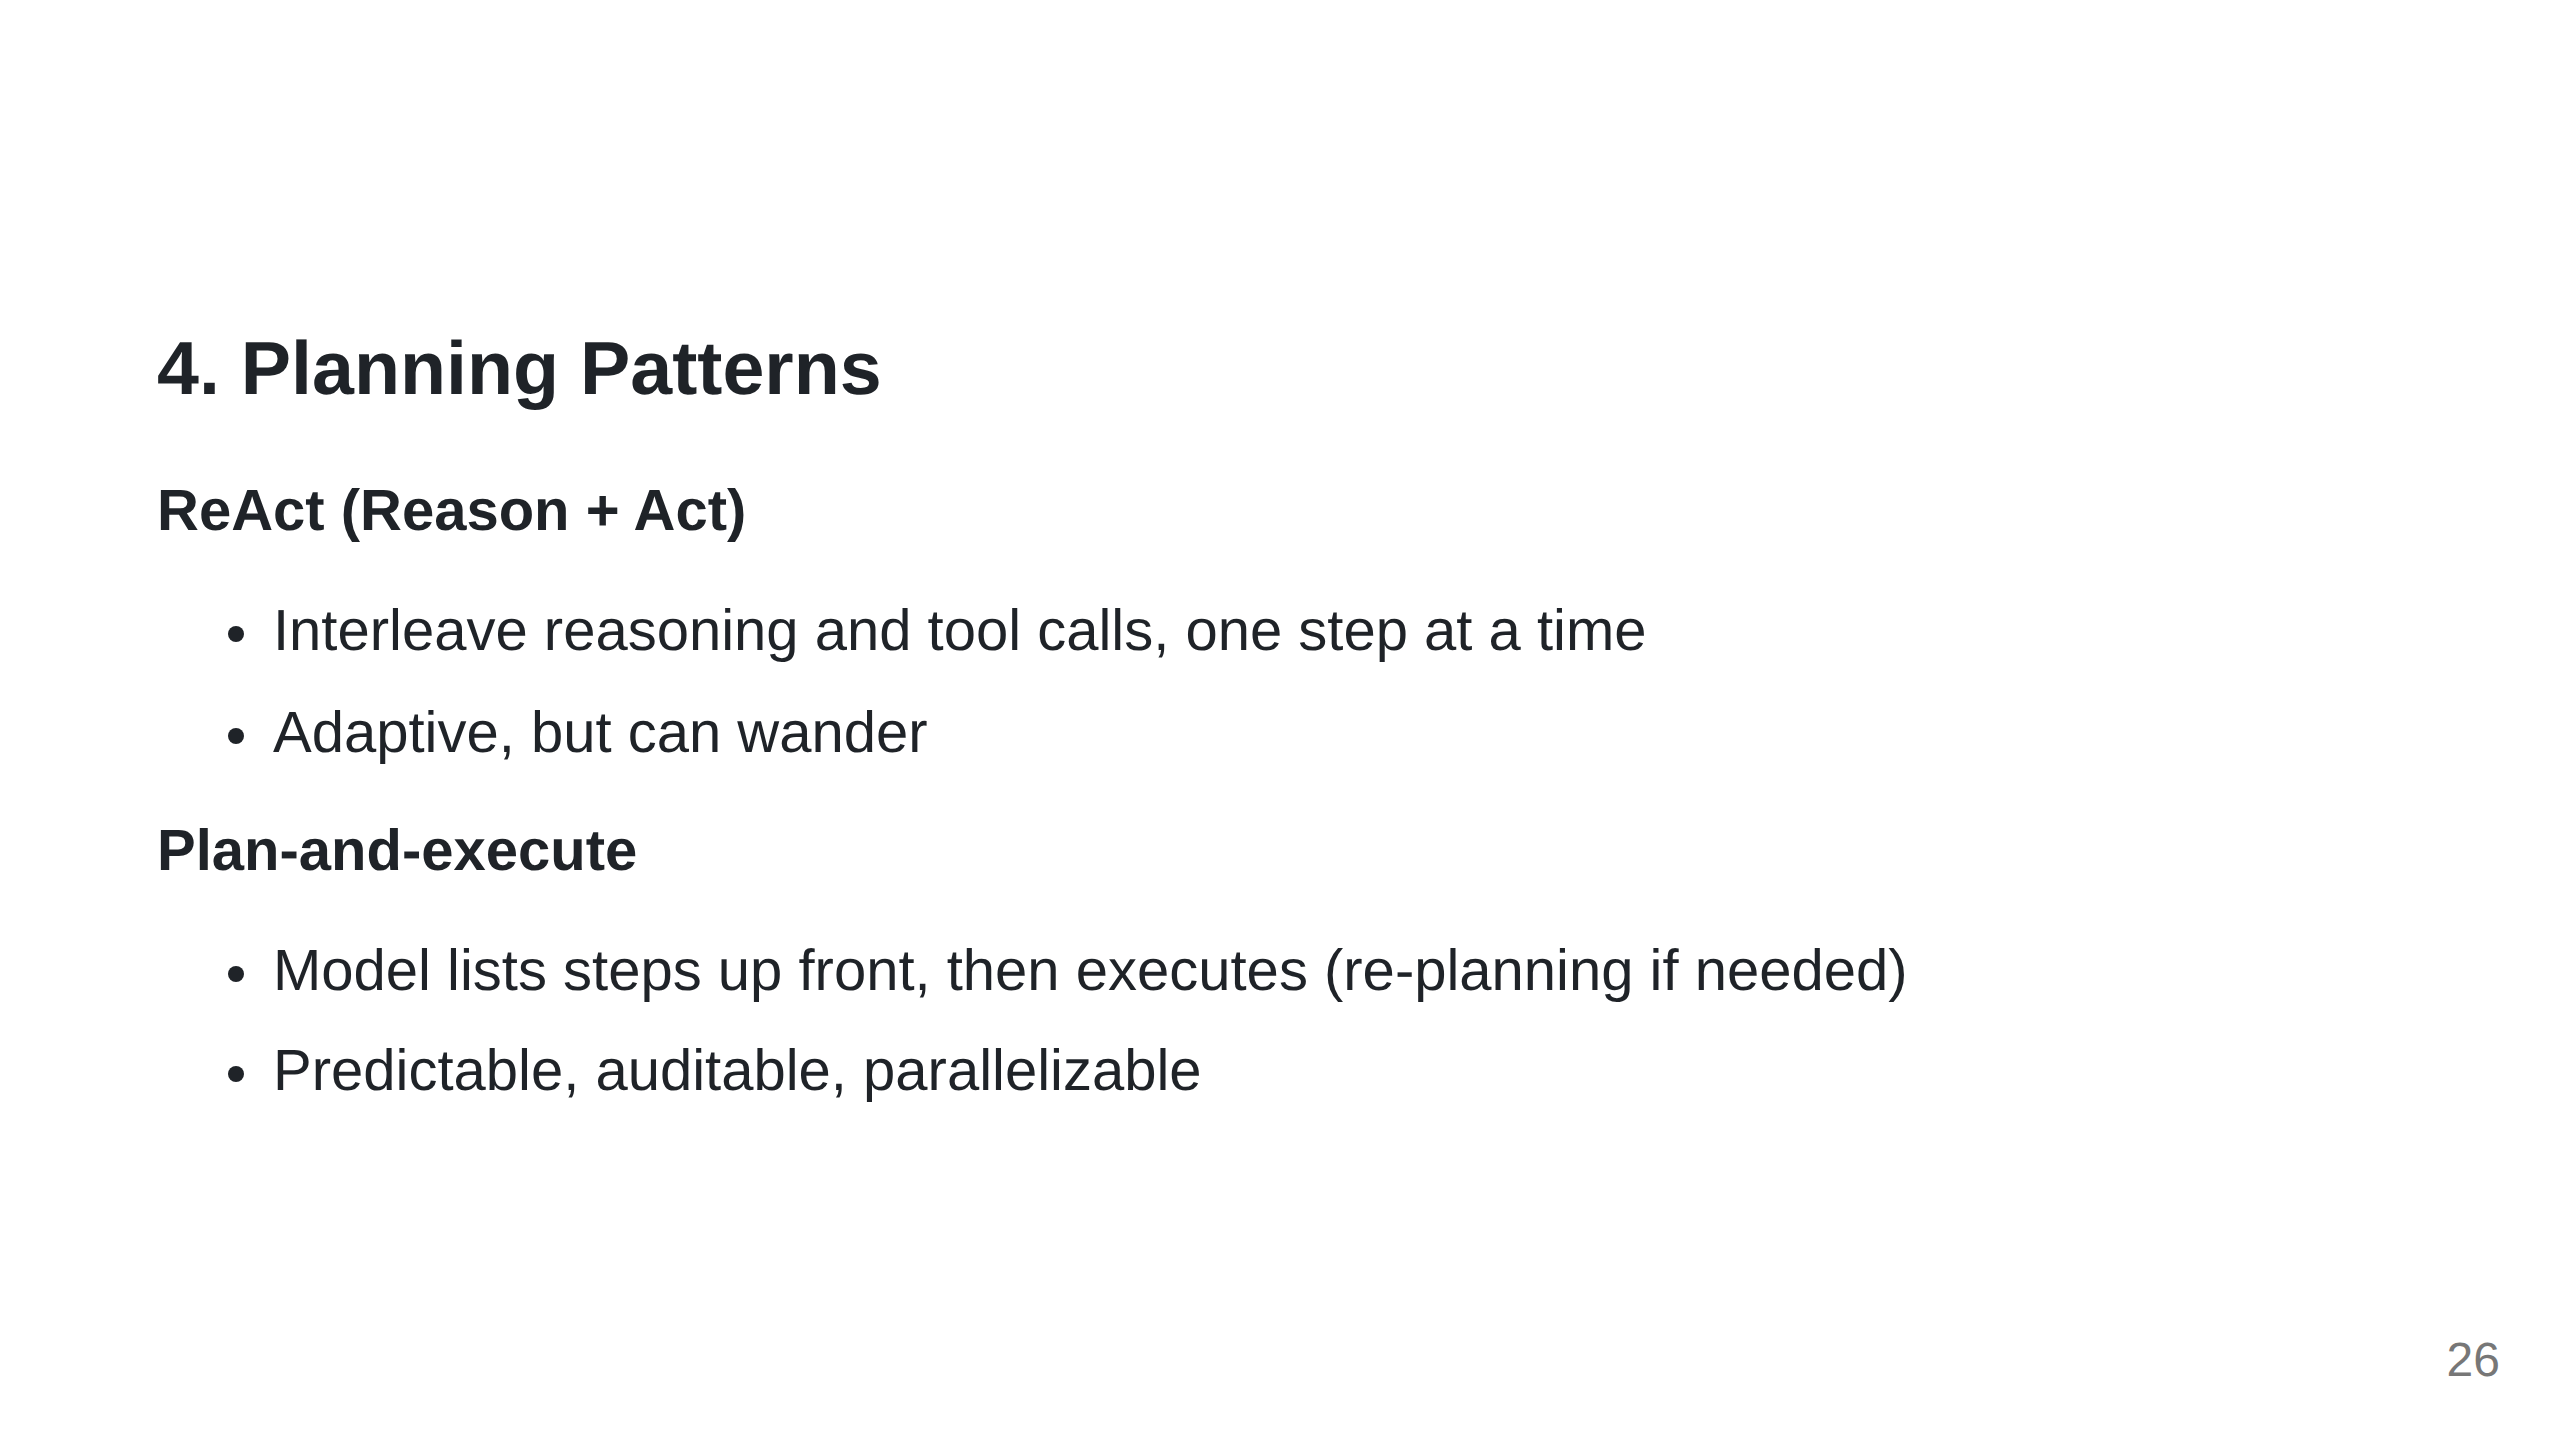 4. Planning Patterns
ReAct (Reason + Act)
• Interleave reasoning and tool calls, one step at a time
• Adaptive, but can wander
Plan-and-execute
• Model lists steps up front, then executes (re-planning if needed)
• Predictable, auditable, parallelizable
26